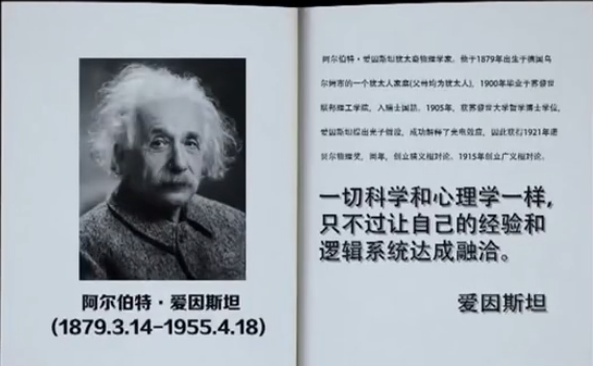 阿尔伯特·爱因斯坦
(1879.3.14-1955.4.18)
阿尔伯特·爱因斯坦犹太裔物理学家。他于1879年出生于德国乌
尔姆市的一个犹太人家庭(父母均为犹太人)，1900年毕业于苏黎世
联邦理工学院，入瑞士国籍。1905年，获苏黎世大学哲学博士学位，
爱因斯坦提出光子假设，成功解释了光电效应，因此获得1921年诺
贝尔物理奖，同年，创立狭义相对论。1915年创立广义相对论。
一切科学和心理学一样，
只不过让自己的经验和
逻辑系统达成融洽。
爱因斯坦